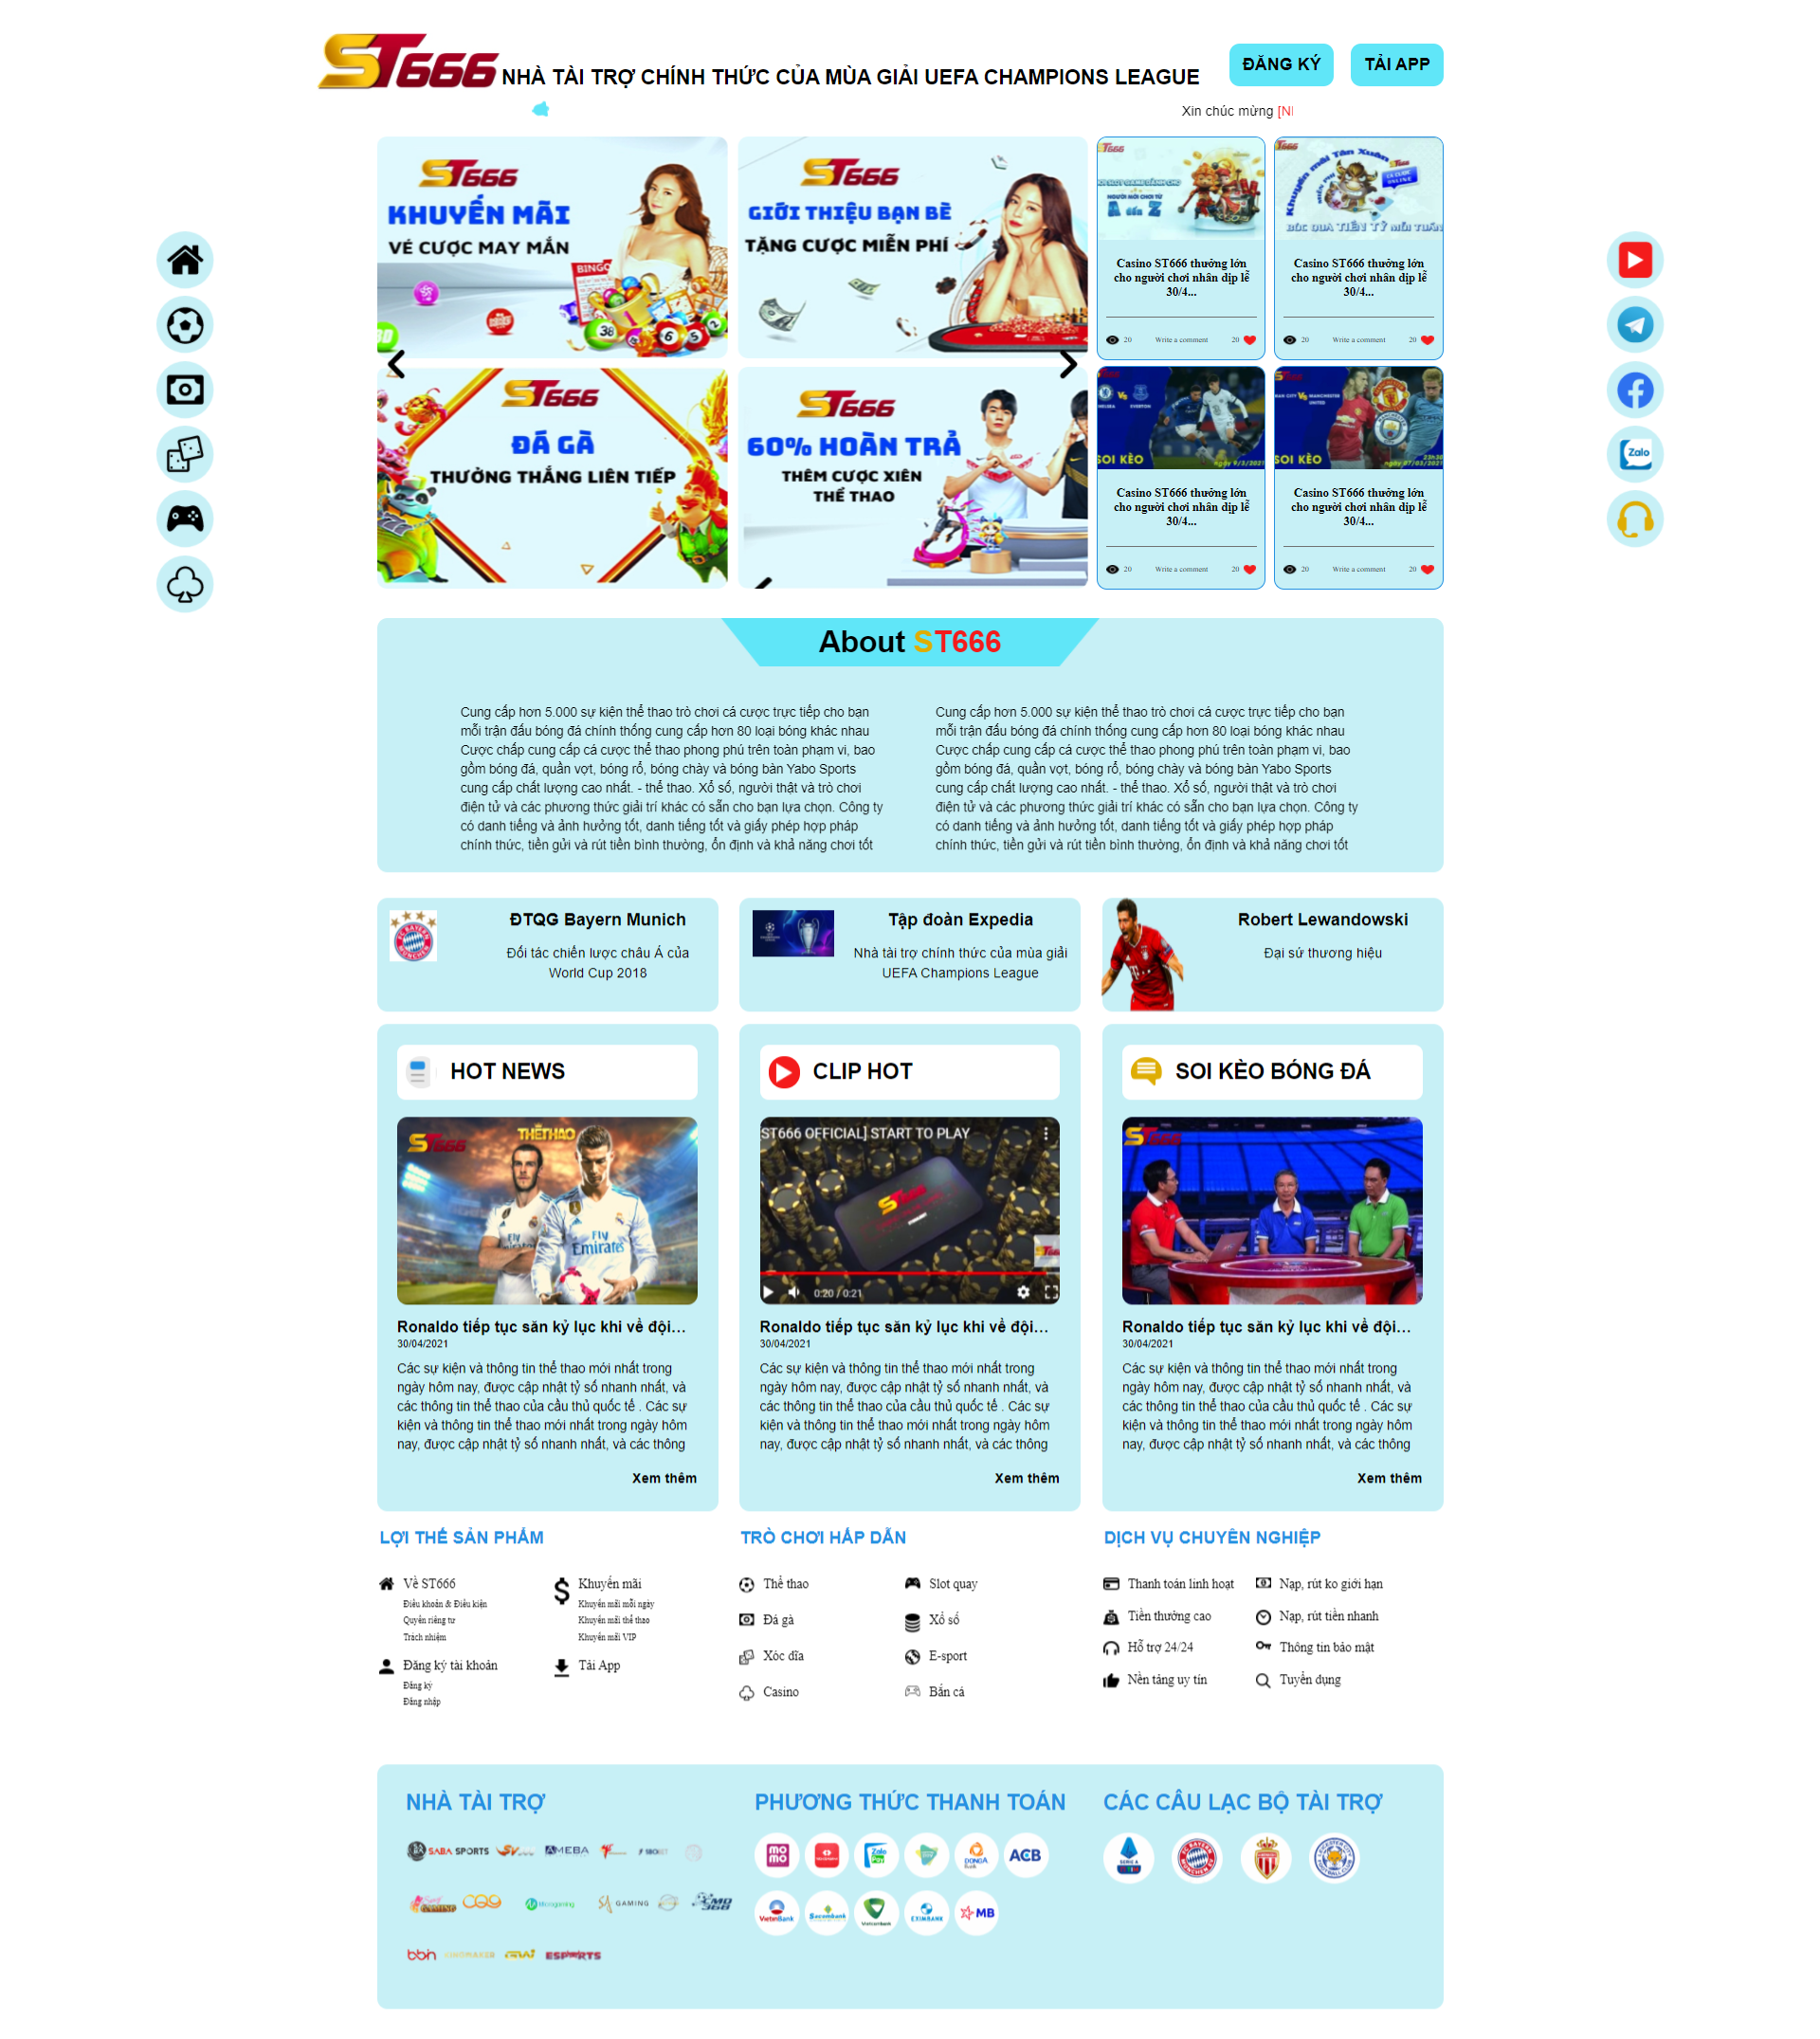 ST666 NHÀ TÀI TRỢ CHÍNH THỨC CỦA MÙA GIẢI UEFA CHAMPIONS LEAGUE
ĐĂNG KÝ
TẢI APP
Xin chúc mừng
ST666
KHUYẾN MÃI
VÉ CƯỢC MAY MẮN
BINGO
ST666
GIỚI THIỆU BẠN BÈ
TẶNG CƯỢC MIỄN PHÍ
ST666
ĐÁ GÀ
THƯỞNG THẮNG LIÊN TIẾP
ST666
60% HOÀN TRẢ
THÊM CƯỢC XIÊN
THỂ THAO
NGƯỜI MỚI CHƠI TỪ
A đến Z
Casino ST666 thưởng lớn
cho người chơi nhân dịp lễ
30/4...
20 Write a comment 20
Khuyến mãi Tân Xuân
Casino ST666 thưởng lớn
cho người chơi nhân dịp lễ
30/4...
20 Write a comment 20
VS EVERTON
SOI KÈO
Casino ST666 thưởng lớn
cho người chơi nhân dịp lễ
30/4...
20 Write a comment 20
VS MANCHESTER
UNITED
SOI KÈO
Casino ST666 thưởng lớn
cho người chơi nhân dịp lễ
30/4...
20 Write a comment 20
Zalo
About ST666
Cung cấp hơn 5.000 sự kiện thể thao trò chơi cá cược trực tiếp cho bạn
mỗi trận đấu bóng đá chính thống cung cấp hơn 80 loại bóng khác nhau
Cược chấp cung cấp cá cược thể thao phong phú trên toàn phạm vi, bao
gồm bóng đá, quần vợt, bóng rổ, bóng chày và bóng bàn Yabo Sports
cung cấp chất lượng cao nhất. - thể thao. Xổ số, người thật và trò chơi
điện tử và các phương thức giải trí khác có sẵn cho bạn lựa chọn. Công ty
có danh tiếng và ảnh hưởng tốt, danh tiếng tốt và giấy phép hợp pháp
chính thức, tiền gửi và rút tiền bình thường, ổn định và khả năng chơi tốt
Cung cấp hơn 5.000 sự kiện thể thao trò chơi cá cược trực tiếp cho bạn
mỗi trận đấu bóng đá chính thống cung cấp hơn 80 loại bóng khác nhau
Cược chấp cung cấp cá cược thể thao phong phú trên toàn phạm vi, bao
gồm bóng đá, quần vợt, bóng rổ, bóng chày và bóng bàn Yabo Sports
cung cấp chất lượng cao nhất. - thể thao. Xổ số, người thật và trò chơi
điện tử và các phương thức giải trí khác có sẵn cho bạn lựa chọn. Công ty
có danh tiếng và ảnh hưởng tốt, danh tiếng tốt và giấy phép hợp pháp
chính thức, tiền gửi và rút tiền bình thường, ổn định và khả năng chơi tốt
ĐTQG Bayern Munich
Đối tác chiến lược châu Á của
World Cup 2018
Tập đoàn Expedia
Nhà tài trợ chính thức của mùa giải
UEFA Champions League
Robert Lewandowski
Đại sứ thương hiệu
HOT NEWS
ST666 THỂTHAO
Fly
Emirates
Ronaldo tiếp tục săn kỷ lục khi về đội...
30/04/2021
Các sự kiện và thông tin thể thao mới nhất trong
ngày hôm nay, được cập nhật tỷ số nhanh nhất, và
các thông tin thể thao của cầu thủ quốc tế . Các sự
kiện và thông tin thể thao mới nhất trong ngày hôm
nay, được cập nhật tỷ số nhanh nhất, và các thông
Xem thêm
CLIP HOT
ST666 OFFICIAL] START TO PLAY
ST666
0:20 / 0:21
Ronaldo tiếp tục săn kỷ lục khi về đội...
30/04/2021
Các sự kiện và thông tin thể thao mới nhất trong
ngày hôm nay, được cập nhật tỷ số nhanh nhất, và
các thông tin thể thao của cầu thủ quốc tế . Các sự
kiện và thông tin thể thao mới nhất trong ngày hôm
nay, được cập nhật tỷ số nhanh nhất, và các thông
Xem thêm
SOI KÈO BÓNG ĐÁ
ST666
Ronaldo tiếp tục săn kỷ lục khi về đội...
30/04/2021
Các sự kiện và thông tin thể thao mới nhất trong
ngày hôm nay, được cập nhật tỷ số nhanh nhất, và
các thông tin thể thao của cầu thủ quốc tế . Các sự
kiện và thông tin thể thao mới nhất trong ngày hôm
nay, được cập nhật tỷ số nhanh nhất, và các thông
Xem thêm
LỢI THẾ SẢN PHẨM
Về ST666
Điều khoản & Điều kiện
Quyền riêng tư
Trách nhiệm
Đăng ký tài khoản
Đăng ký
Đăng nhập
Khuyến mãi
Khuyến mãi mỗi ngày
Khuyến mãi thể thao
Khuyến mãi VIP
Tải App
TRÒ CHƠI HẤP DẪN
Thể thao
Đá gà
Xóc dĩa
Casino
Slot quay
Xổ số
E-sport
Bắn cá
DỊCH VỤ CHUYÊN NGHIỆP
Thanh toán linh hoạt
Tiền thưởng cao
Hỗ trợ 24/24
Nền tảng uy tín
Nạp, rút ko giới hạn
Nạp, rút tiền nhanh
Thông tin bảo mật
Tuyển dụng
NHÀ TÀI TRỢ
SABA SPORTS
AMEBA
GAMING CQ9 Microgaming SA GAMING
bbin GW ESPORTS
PHƯƠNG THỨC THANH TOÁN
momo Zalo Pay DONGA Bank ACB
VietinBank Sacombank Vietcombank EXIMBANK MB
CÁC CÂU LẠC BỘ TÀI TRỢ
SERIE A